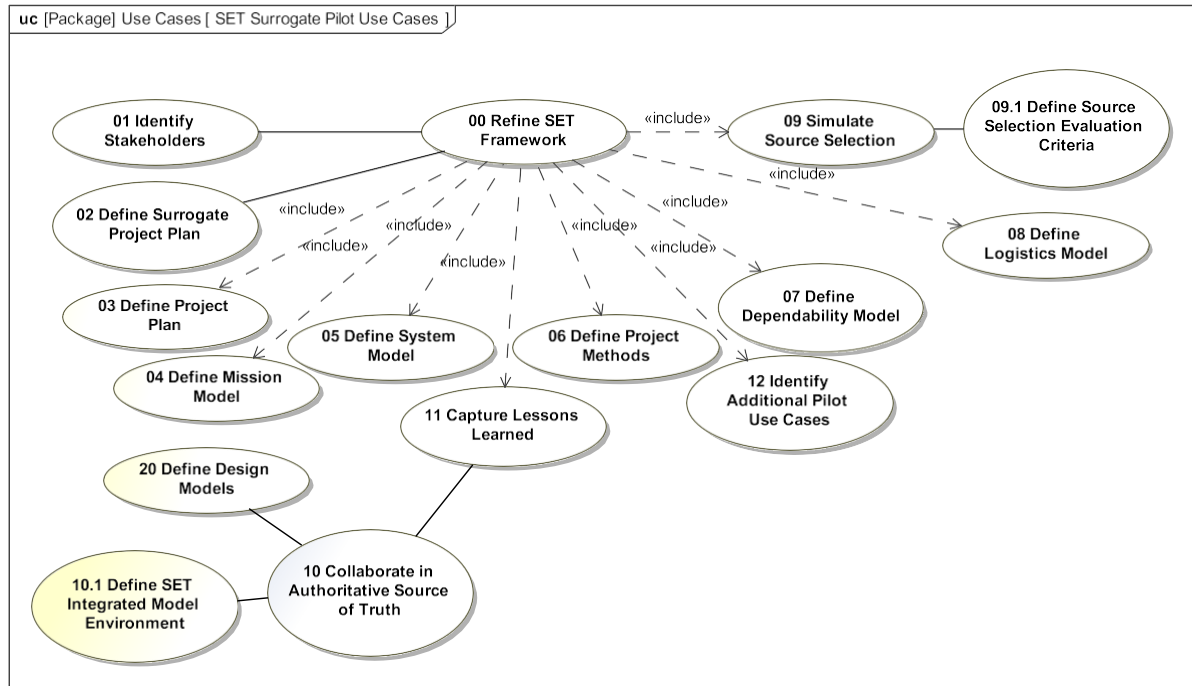 uc [Package] Use Cases [ SET Surrogate Pilot Use Cases ]
01 Identify
Stakeholders
00 Refine SET
Framework
«include»
09 Simulate
Source Selection
09.1 Define Source
Selection Evaluation
Criteria
«include»
02 Define Surrogate
Project Plan
«include»
«include»
«include»
«include»
«include»
«include»
08 Define
Logistics Model
03 Define Project
Plan
05 Define System
Model
06 Define Project
Methods
07 Define
Dependability Model
04 Define Mission
Model
12 Identify
Additional Pilot
Use Cases
11 Capture Lessons
Learned
20 Define Design
Models
10.1 Define SET
Integrated Model
Environment
10 Collaborate in
Authoritative Source
of Truth